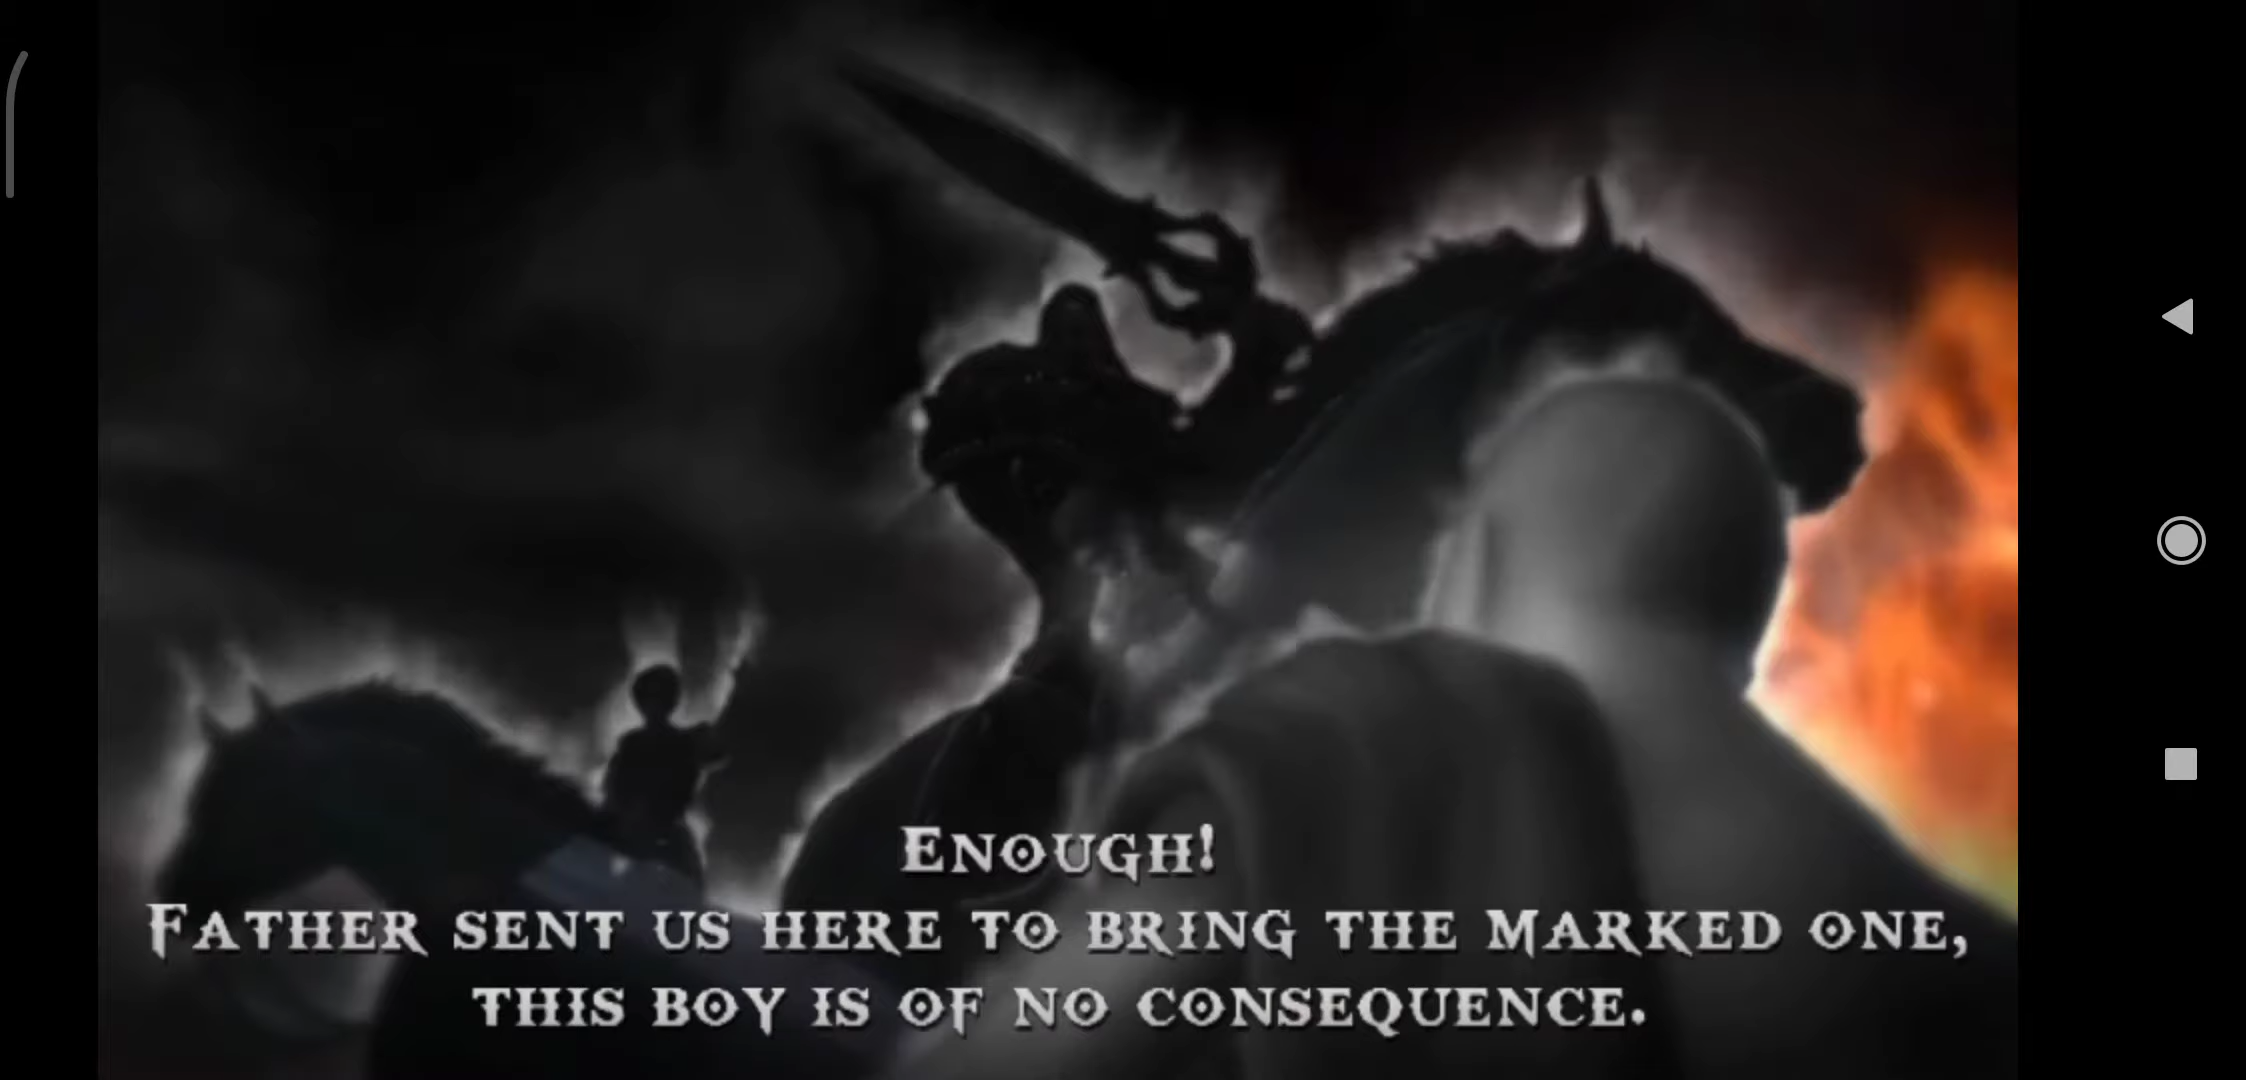 Enough!
Father sent us here to bring the Marked One,
this boy is of no consequence.